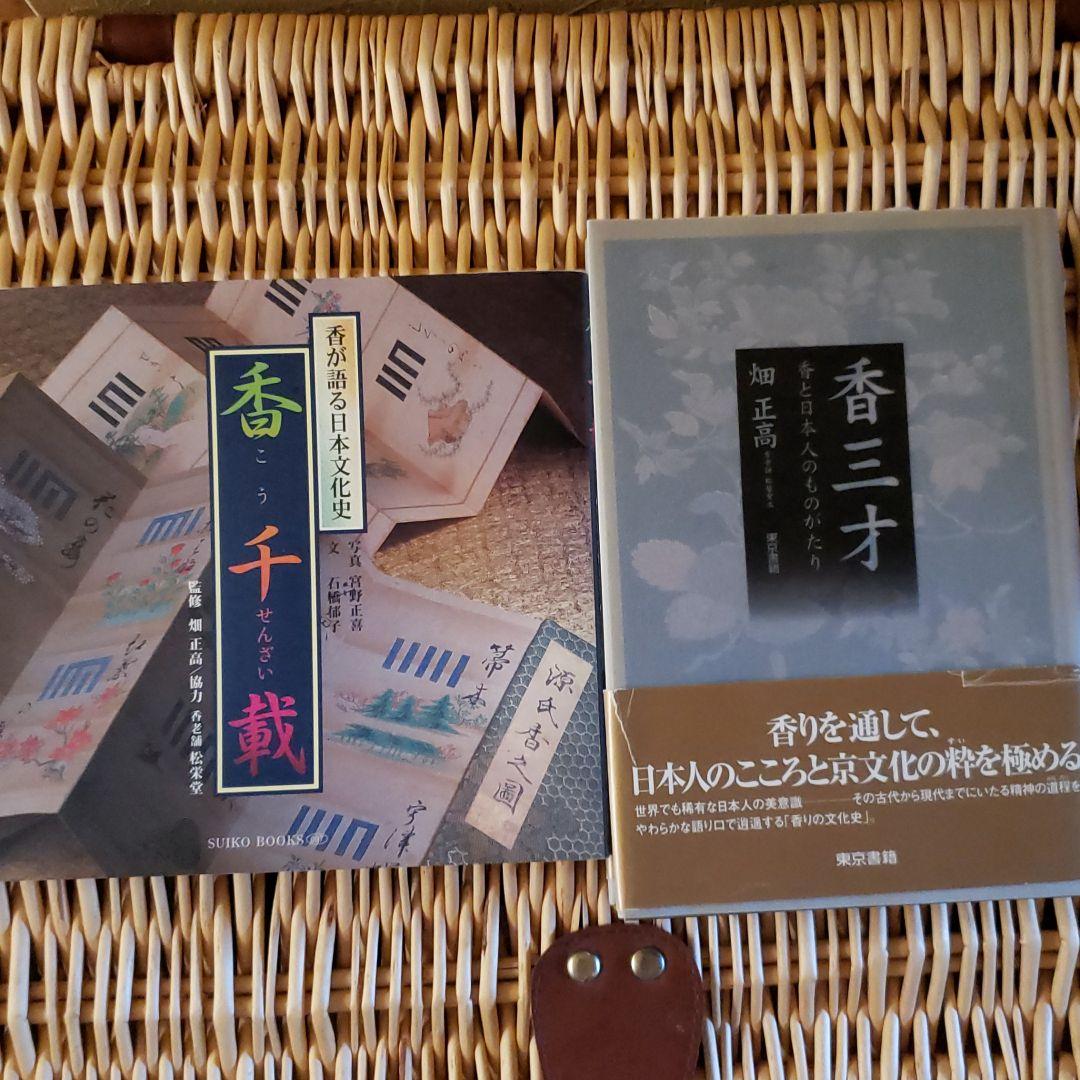 香が語る日本文化史
香千載
こうせんざい
写真 宮野正喜
文 石橋郁子
監修 畑 正高/協力 香老舗 松栄堂
源氏香之圖
帚木
宇津
SUIKO BOOKS
香三才
香と日本人のものがたり
畑 正高
東京書籍
香りを通して、
すい
日本人のこころと京文化の粋を極める
世界でも稀有な日本人の美意識――その古代から現代までにいたる精神の道程を
やわらかな語り口で逍遥する「香りの文化史」。
東京書籍